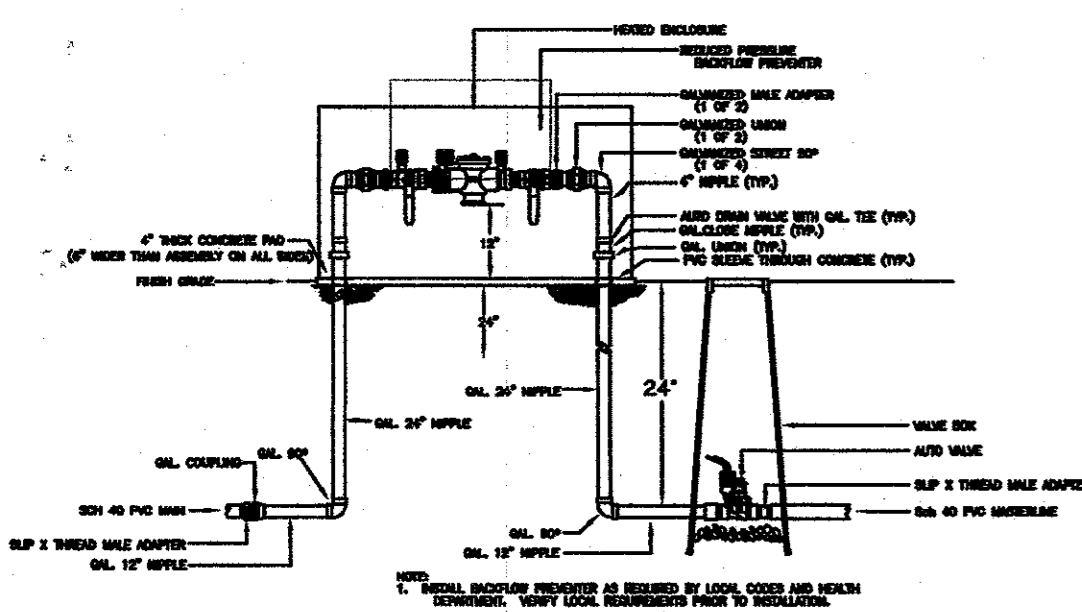 HEATED ENCLOSURE
REDUCED PRESSURE
BACKFLOW PREVENTER
GALVANIZED MALE ADAPTER
(1 OF 2)
GALVANIZED UNION
(1 OF 2)
GALVANIZED STREET 90°
(1 OF 4)
6" NIPPLE (TYP.)
AUTO DRAIN VALVE WITH GAL. TEE (TYP.)
GAL.CLOSE NIPPLE (TYP.)
GAL. UNION (TYP.)
PVC SLEEVE THROUGH CONCRETE (TYP.)
4" THICK CONCRETE PAD
(6" WIDER THAN ASSEMBLY ON ALL SIDES)
FINISH GRADE
12"
24"
24"
GAL. 24" NIPPLE
GAL. 24" NIPPLE
VALVE BOX
AUTO VALVE
GAL. COUPLING
GAL. 90°
SLIP X THREAD MALE ADAPTER
SCH 40 PVC MAIN
Sch 40 PVC MASTERLINE
SLIP X THREAD MALE ADAPTER
GAL. 12" NIPPLE
GAL. 90°
GAL. 12" NIPPLE
NOTE:
1. INSTALL BACKFLOW PREVENTER AS REQUIRED BY LOCAL CODES AND HEALTH
DEPARTMENT. VERIFY LOCAL REQUIREMENTS PRIOR TO INSTALLATION.